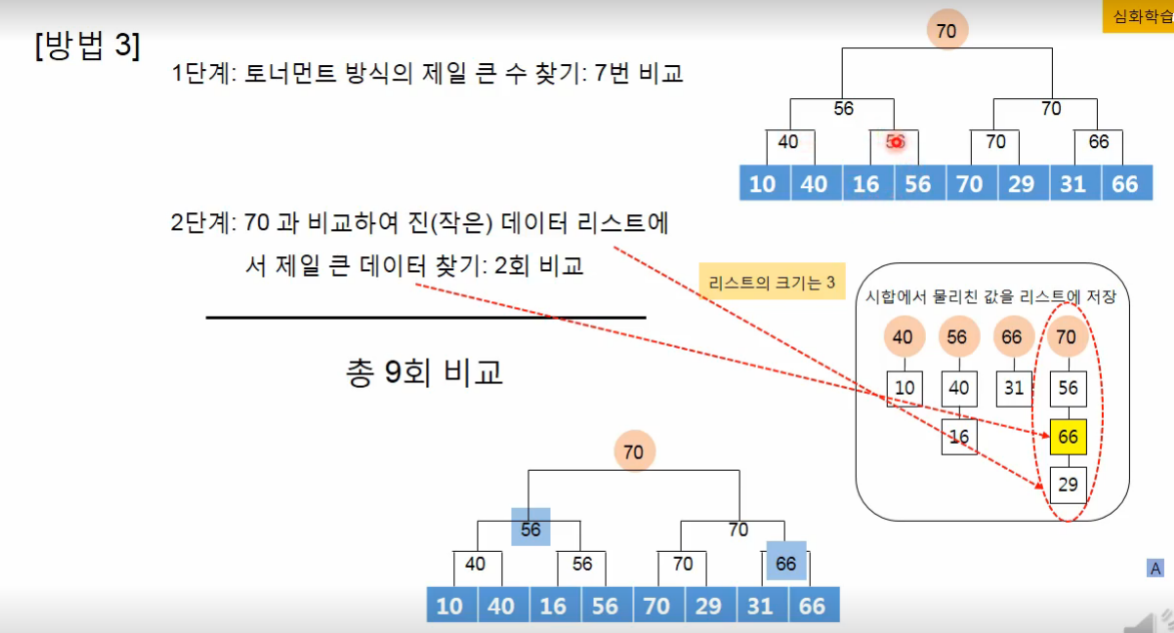 심화학습
[방법 3]
1단계: 토너먼트 방식의 제일 큰 수 찾기: 7번 비교
70
56 70
40 56 70 66
10 40 16 56 70 29 31 66
2단계: 70 과 비교하여 진(작은) 데이터 리스트에
서 제일 큰 데이터 찾기: 2회 비교
리스트의 크기는 3
시합에서 물리친 값을 리스트에 저장
40 56 66 70
10 40 31 56
16 66
29
총 9회 비교
70
56 70
40 56 70 66
10 40 16 56 70 29 31 66
A